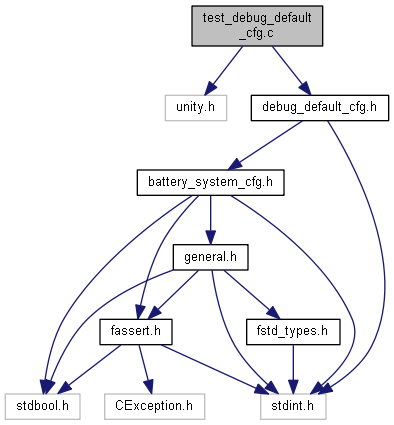 test_debug_default
_cfg.c
unity.h
debug_default_cfg.h
battery_system_cfg.h
general.h
fassert.h
fstd_types.h
stdbool.h
CException.h
stdint.h